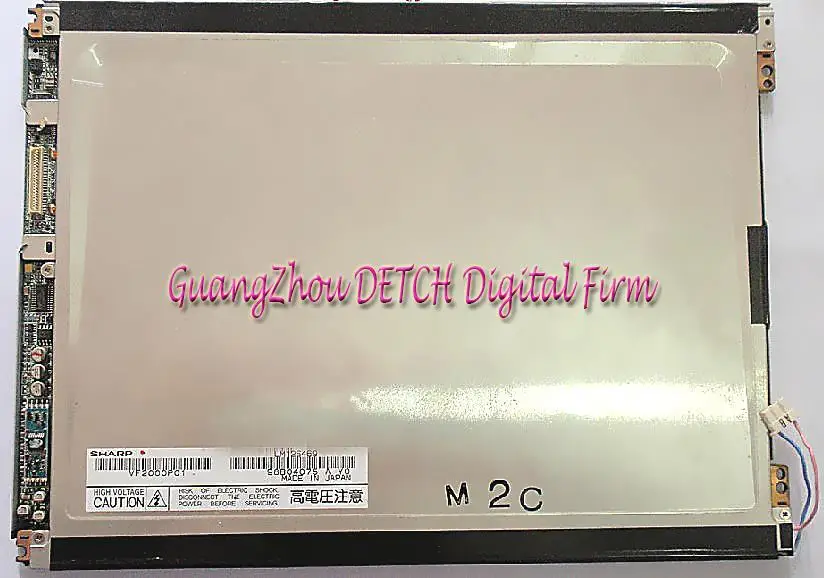 GuangZhou DETCH Digital Firm
SHARP
VF2000PC1
MADE IN JAPAN
HIGH VOLTAGE
CAUTION
RISK OF ELECTRIC SHOCK.
DISCONNECT THE ELECTRIC
POWER BEFORE SERVICING.
高電圧注意
M 2 C